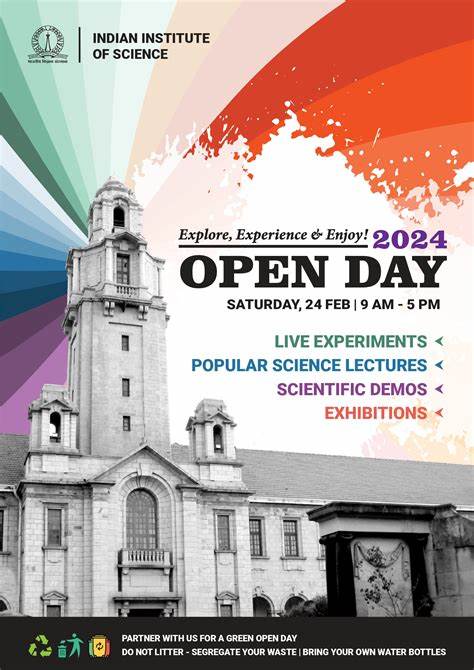 INDIAN INSTITUTE
OF SCIENCE
Explore, Experience & Enjoy! 2024
OPEN DAY
SATURDAY, 24 FEB | 9 AM - 5 PM
LIVE EXPERIMENTS
POPULAR SCIENCE LECTURES
SCIENTIFIC DEMOS
EXHIBITIONS
PARTNER WITH US FOR A GREEN OPEN DAY
DO NOT LITTER - SEGREGATE YOUR WASTE | BRING YOUR OWN WATER BOTTLES